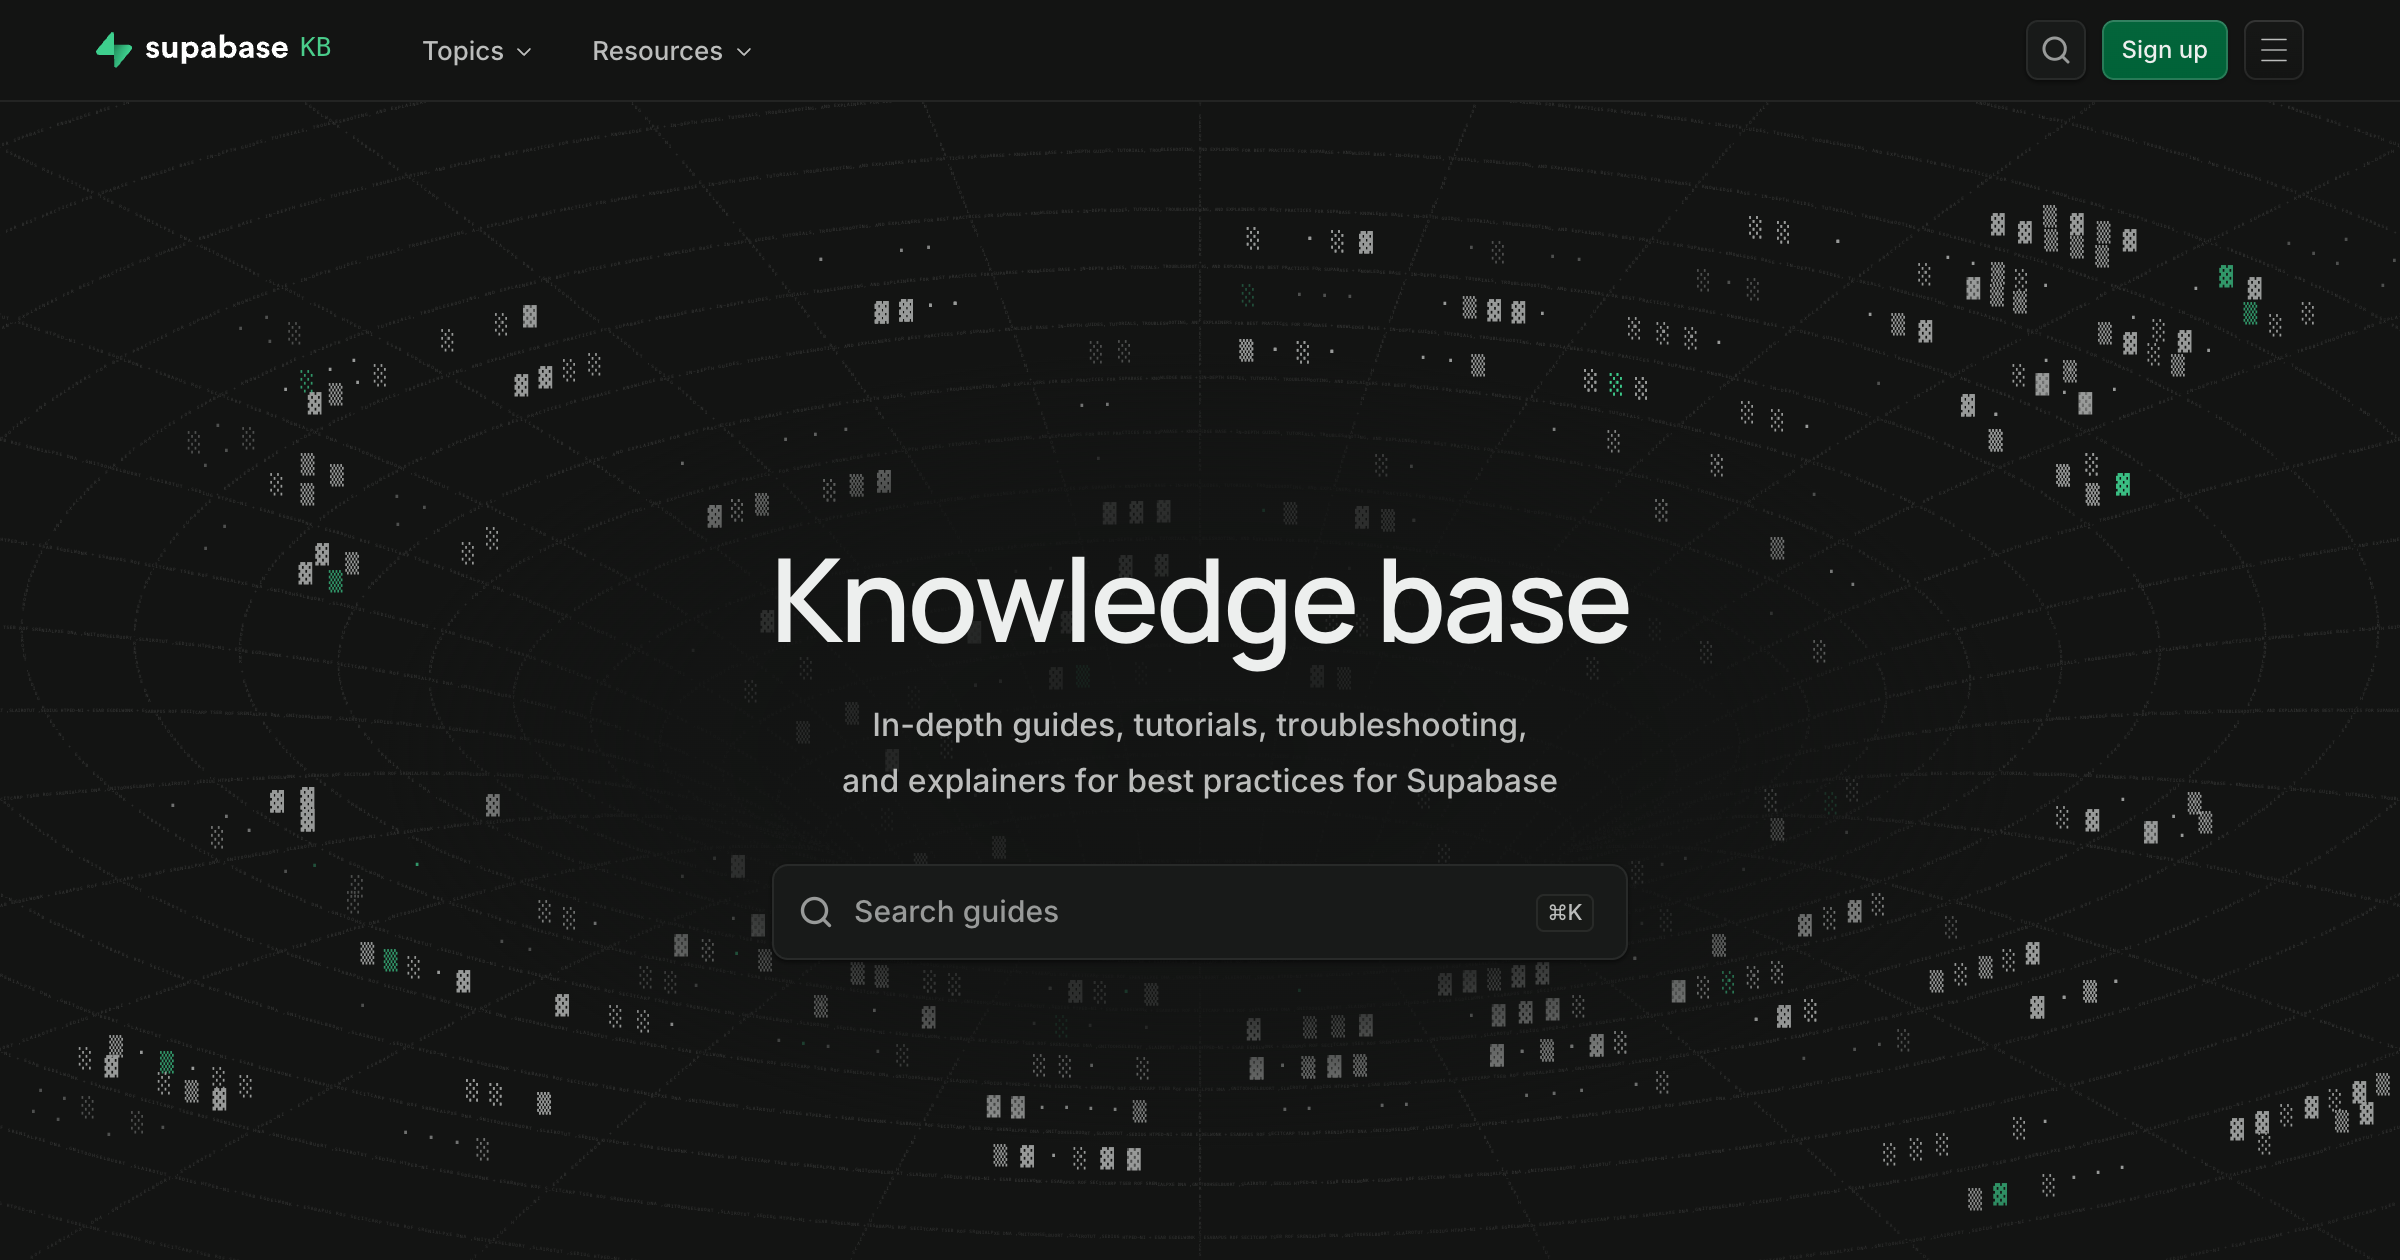 supabase KB
Topics
Resources
Sign up
Knowledge base
In-depth guides, tutorials, troubleshooting,
and explainers for best practices for Supabase
Search guides
⌘K